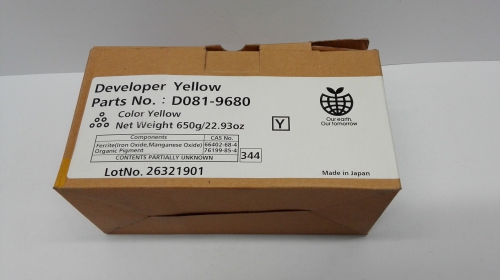 Developer Yellow
Parts No. : D081-9680
Color Yellow
Net Weight 650g/22.93oz
Y
Components CAS No.
Ferrite(Iron Oxide,Manganese Oxide) 66402-68-4
Organic Pigment 76199-85-4
CONTENTS PARTIALLY UNKNOWN
344
LotNo. 26321901
Our earth,
Our tomorrow
Made in Japan